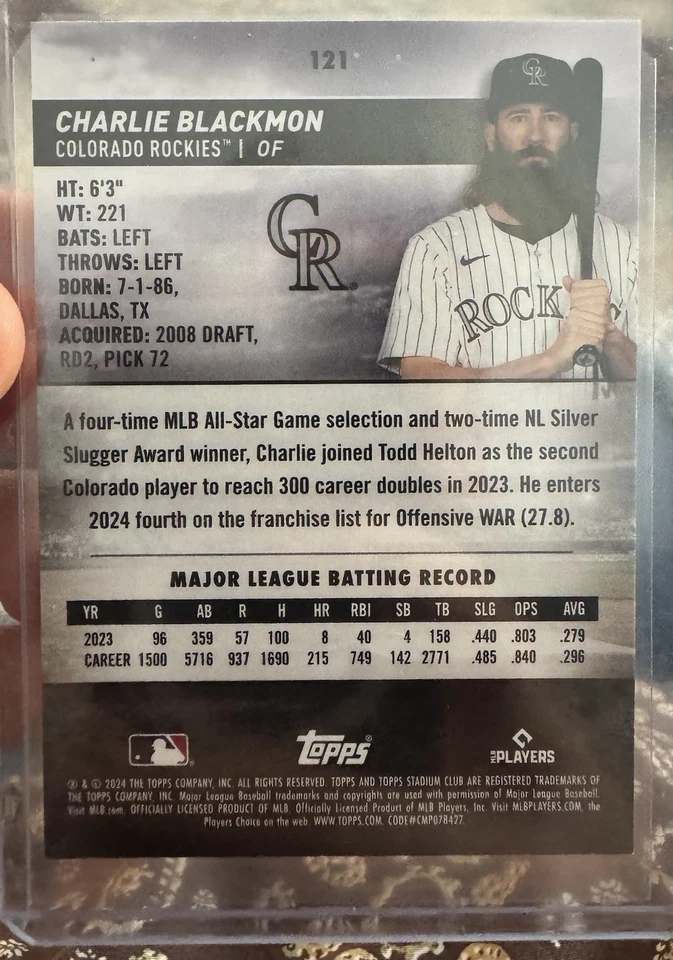 121
CHARLIE BLACKMON
COLORADO ROCKIES™ | OF
HT: 6'3"
WT: 221
BATS: LEFT
THROWS: LEFT
BORN: 7-1-86,
DALLAS, TX
ACQUIRED: 2008 DRAFT,
RD2, PICK 72
CR
CR
ROCK
A four-time MLB All-Star Game selection and two-time NL Silver
Slugger Award winner, Charlie joined Todd Helton as the second
Colorado player to reach 300 career doubles in 2023. He enters
2024 fourth on the franchise list for Offensive WAR (27.8).
MAJOR LEAGUE BATTING RECORD
YR G AB R H HR RBI SB TB SLG OPS AVG
2023 96 359 57 100 8 40 4 158 .440 .803 .279
CAREER 1500 5716 937 1690 215 749 142 2771 .485 .840 .296
TOPPS®
MLB PLAYERS
℗ & © 2024 THE TOPPS COMPANY, INC. ALL RIGHTS RESERVED. TOPPS AND TOPPS STADIUM CLUB ARE REGISTERED TRADEMARKS OF
THE TOPPS COMPANY, INC. Major League Baseball trademarks and copyrights are used with permission of Major League Baseball.
Visit MLB.com. OFFICIALLY LICENSED PRODUCT OF MLB. Officially Licensed Product of MLB Players, Inc. Visit MLBPLAYERS.COM, the
Players Choice on the web. WWW.TOPPS.COM. CODE#CMP078427.